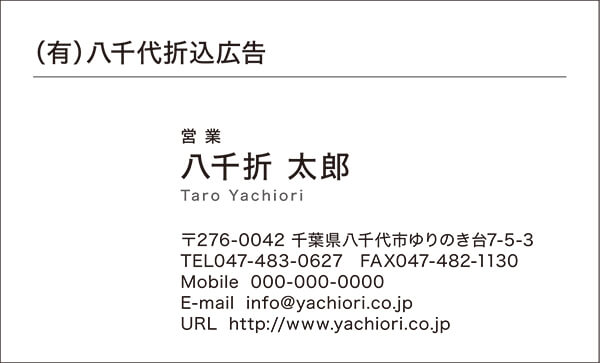 (有)八千代折込広告
営業
八千折 太郎
Taro Yachiori
〒276-0042 千葉県八千代市ゆりのき台7-5-3
TEL047-483-0627 FAX047-482-1130
Mobile 000-000-0000
E-mail info@yachiori.co.jp
URL http://www.yachiori.co.jp